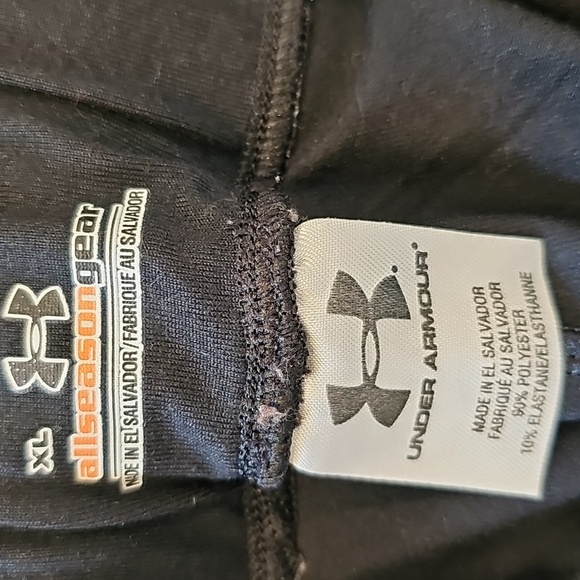 XL
allseasongear
MADE IN EL SALVADOR/FABRIQUE AU SALVADOR
UNDER ARMOUR®
MADE IN EL SALVADOR
FABRIQUÉ AU SALVADOR
90% POLYESTER
10% ELASTANE/ELASTHANNE